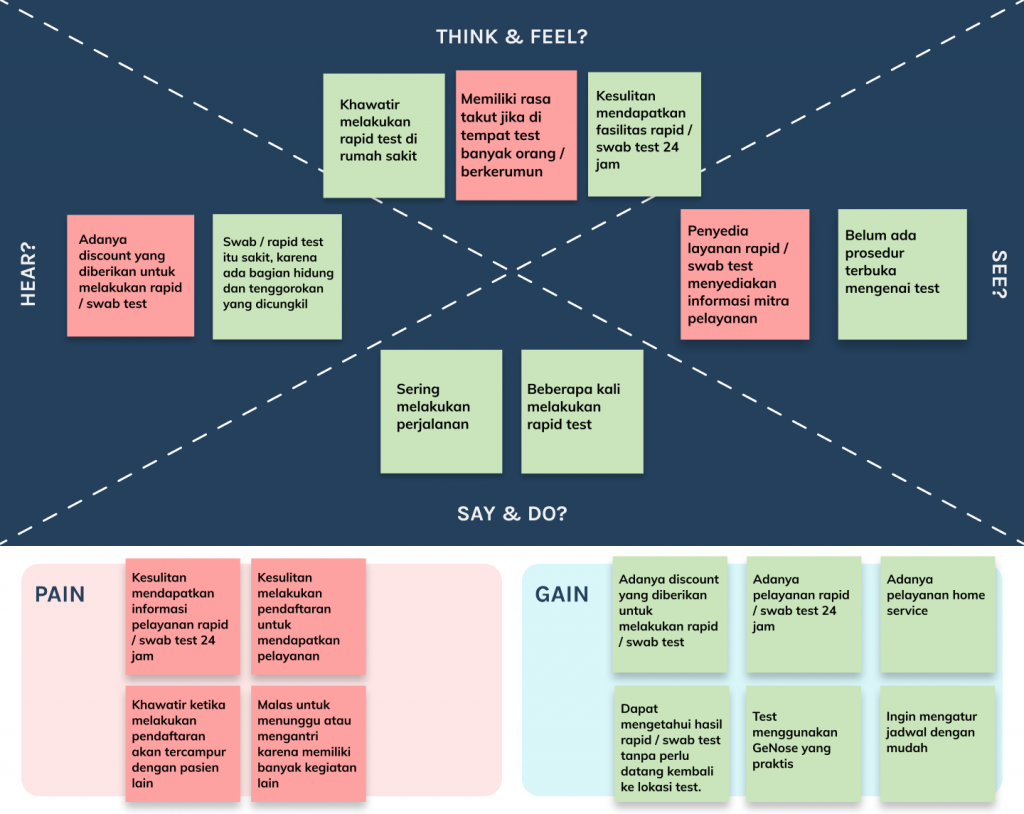 THINK & FEEL?
Khawatir
melakukan
rapid test di
rumah sakit
Memiliki rasa
takut jika di
tempat test
banyak orang /
berkerumun
Kesulitan
mendapatkan
fasilitas rapid /
swab test 24
jam
HEAR?
Adanya
discount yang
diberikan untuk
melakukan rapid
/ swab test
Swab / rapid test
itu sakit, karena
ada bagian hidung
dan tenggorokan
yang dicungkil
Penyedia
layanan rapid /
swab test
menyediakan
informasi mitra
pelayanan
Belum ada
prosedur
terbuka
mengenai test
SEE?
Sering
melakukan
perjalanan
Beberapa kali
melakukan
rapid test
SAY & DO?
PAIN
Kesulitan
mendapatkan
informasi
pelayanan rapid
/ swab test 24
jam
Kesulitan
melakukan
pendaftaran
untuk
mendapatkan
pelayanan
Khawatir ketika
melakukan
pendaftaran
akan tercampur
dengan pasien
lain
Malas untuk
menunggu atau
mengantri
karena memiliki
banyak kegiatan
lain
GAIN
Adanya discount
yang diberikan
untuk
melakukan rapid
/ swab test
Adanya
pelayanan rapid
/ swab test 24
jam
Adanya
pelayanan home
service
Dapat
mengetahui hasil
rapid / swab test
tanpa perlu
datang kembali
ke lokasi test.
Test
menggunakan
GeNose yang
praktis
Ingin mengatur
jadwal dengan
mudah